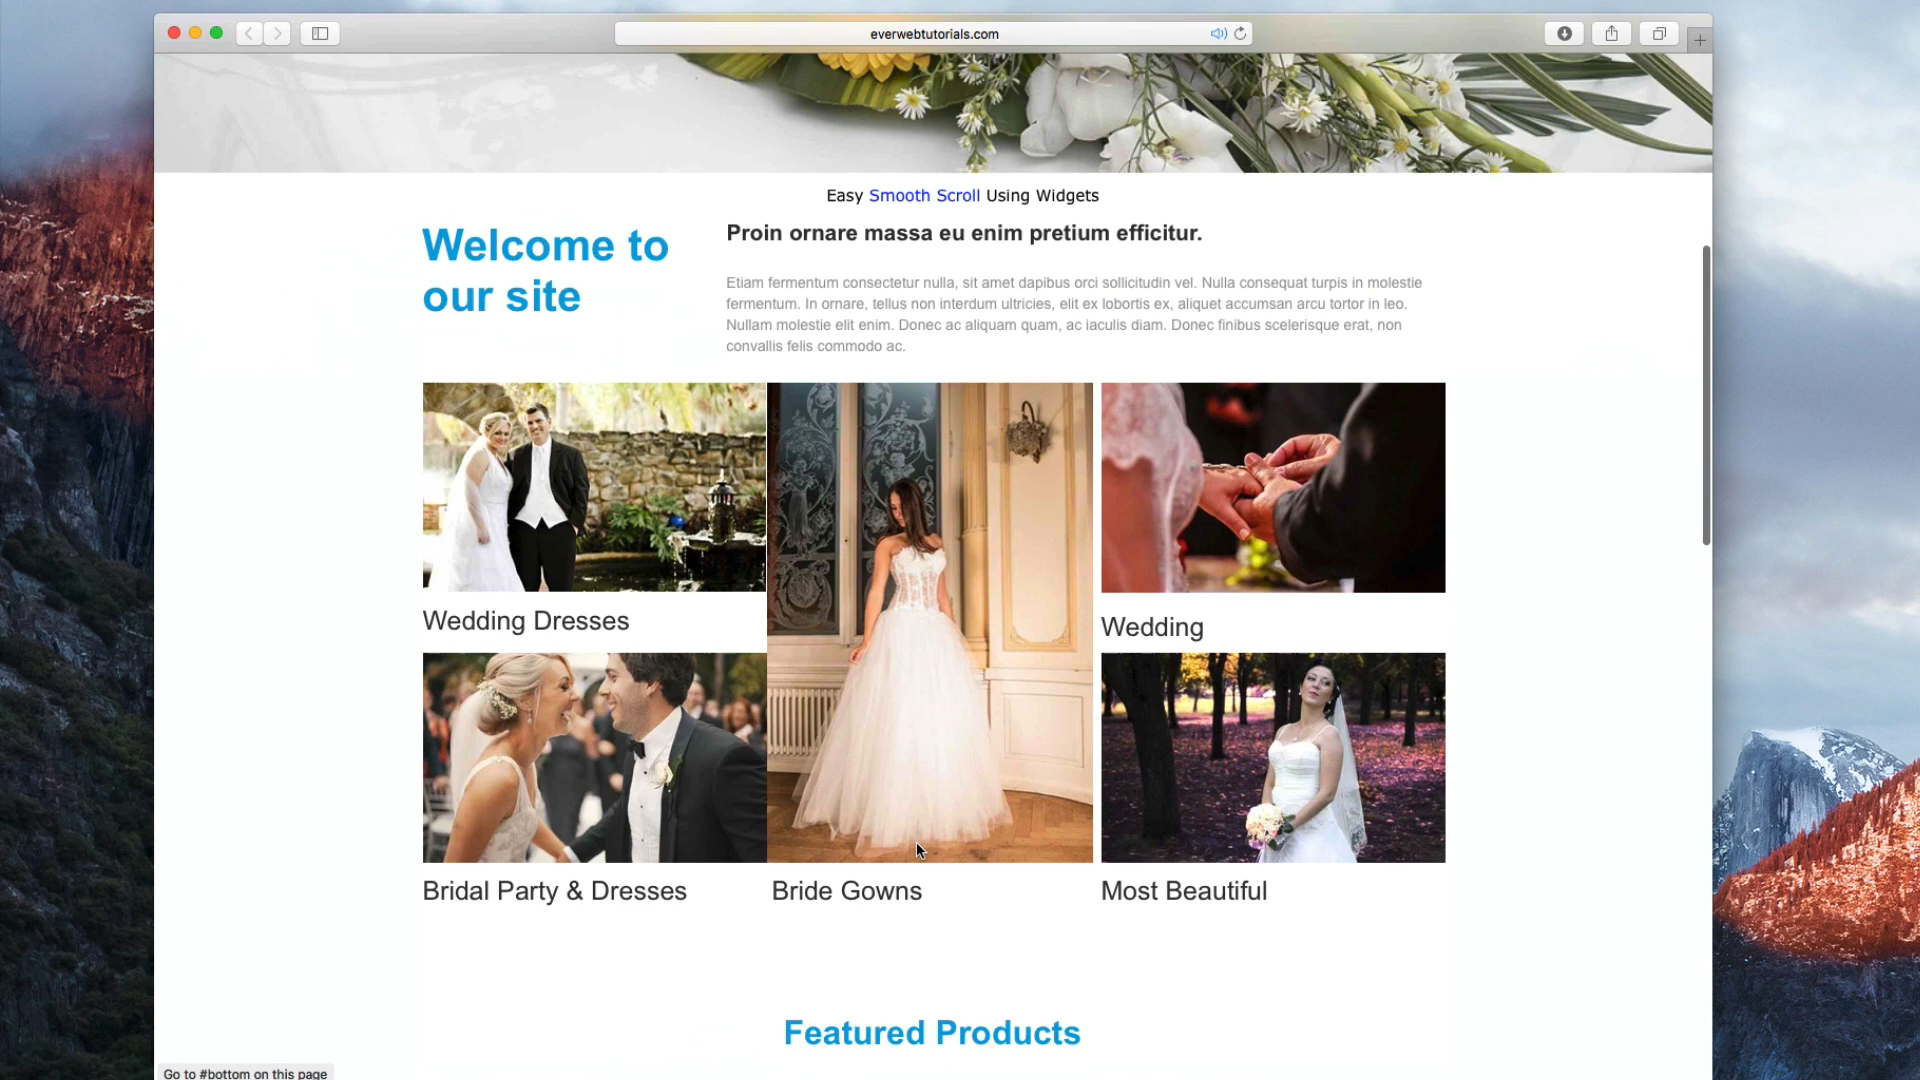 everwebtutorials.com
Easy Smooth Scroll Using Widgets
Welcome to
our site
Proin ornare massa eu enim pretium efficitur.
Etiam fermentum consectetur nulla, sit amet dapibus orci sollicitudin vel. Nulla consequat turpis in molestie
fermentum. In ornare, tellus non interdum ultricies, elit ex lobortis ex, aliquet accumsan arcu tortor in leo.
Nullam molestie elit enim. Donec ac aliquam quam, ac iaculis diam. Donec finibus scelerisque erat, non
convallis felis commodo ac.
Wedding Dresses
Wedding
Bridal Party & Dresses
Bride Gowns
Most Beautiful
Featured Products
Go to #bottom on this page